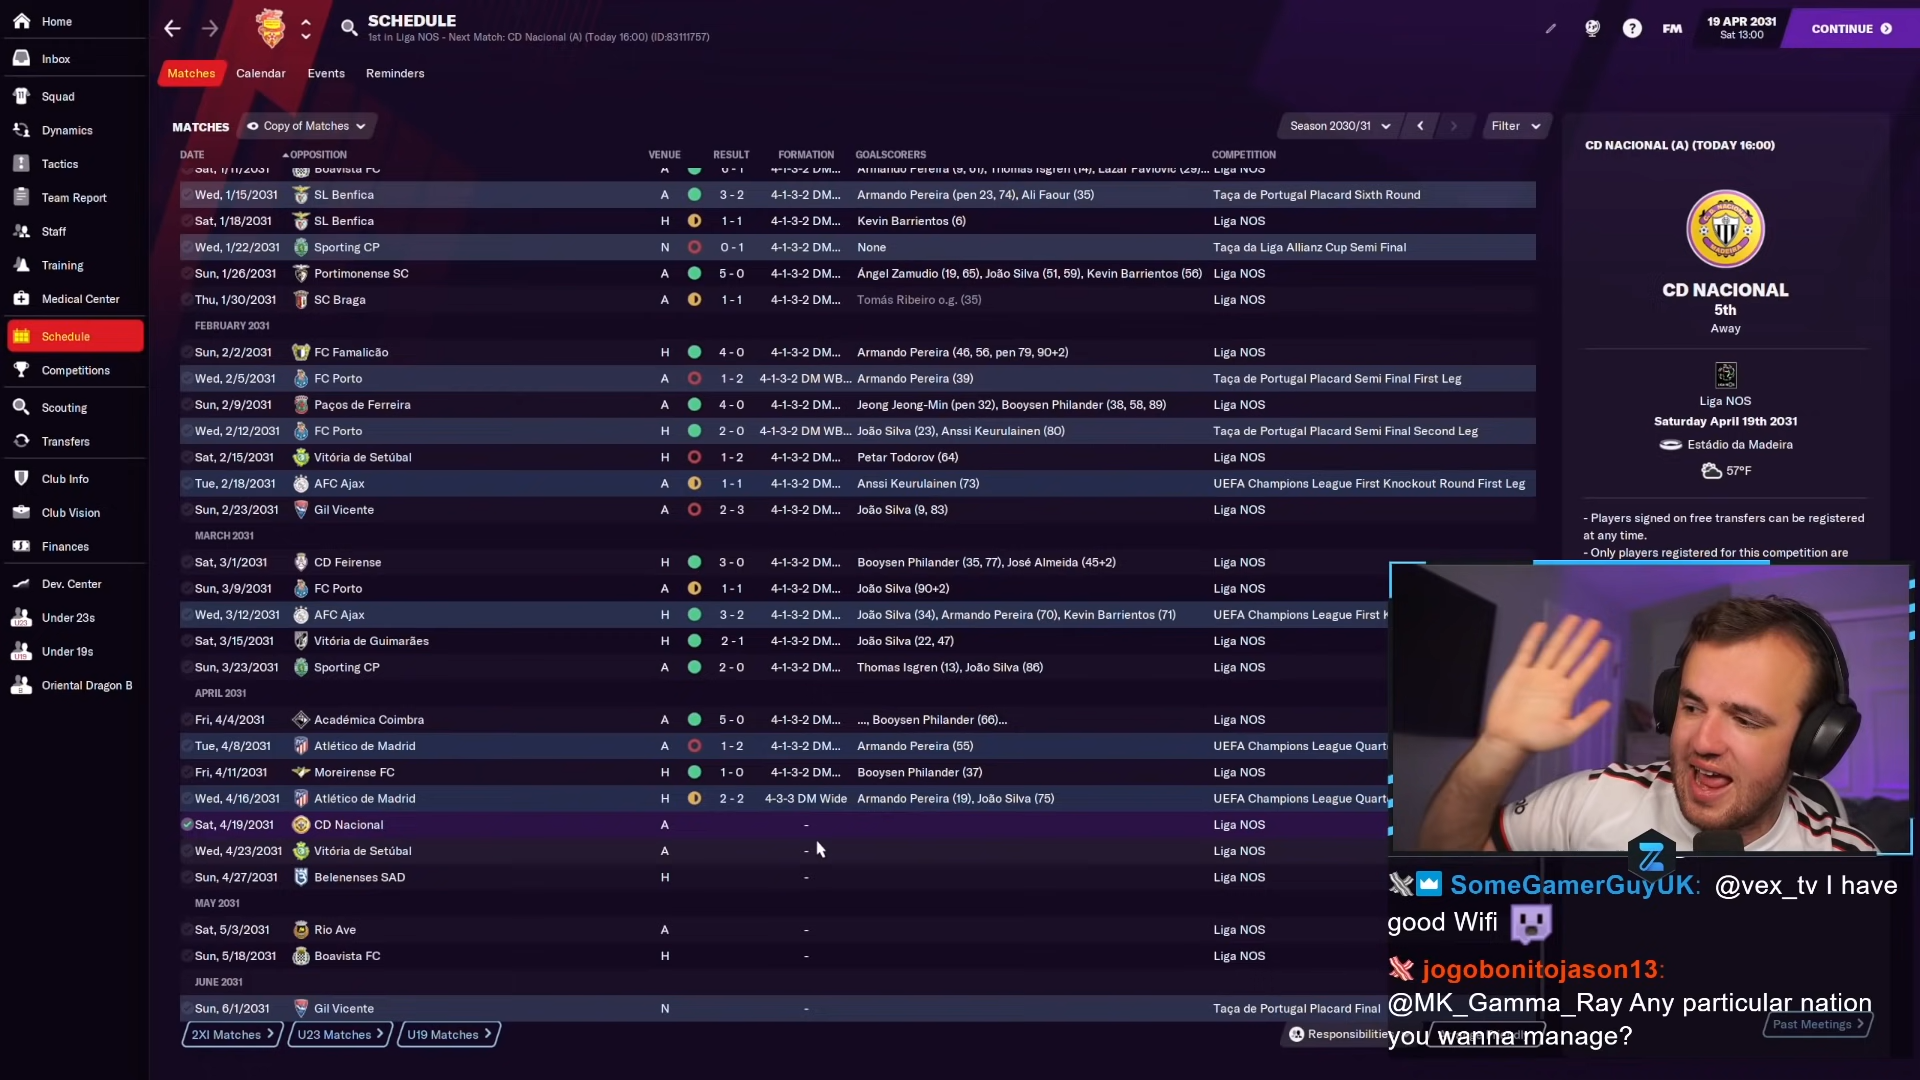 Home
Inbox
Squad
Dynamics
Tactics
Team Report
Staff
Training
Medical Center
Schedule
Competitions
Scouting
Transfers
Club Info
Club Vision
Finances
Dev. Center
Under 23s
Under 19s
Oriental Dragon B
SCHEDULE
1st in Liga NOS - Next Match: CD Nacional (A) (Today 16:00) (ID:83111757)
FM
19 APR 2031
Sat 13:00
CONTINUE
Matches Calendar Events Reminders
MATCHES Copy of Matches Season 2030/31 Filter
DATE OPPOSITION VENUE RESULT FORMATION GOALSCORERS COMPETITION
Sat, 1/11/2031 Boavista FC A 6 - 1 4-1-3-2 DM... Armando Pereira (9, 61), Thomas Isgren (14), Lazar Pavlovic (29)... Liga NOS
Wed, 1/15/2031 SL Benfica A 3 - 2 4-1-3-2 DM... Armando Pereira (pen 23, 74), Ali Faour (35) Taça de Portugal Placard Sixth Round
Sat, 1/18/2031 SL Benfica H 1 - 1 4-1-3-2 DM... Kevin Barrientos (6) Liga NOS
Wed, 1/22/2031 Sporting CP N 0 - 1 4-1-3-2 DM... None Taça da Liga Allianz Cup Semi Final
Sun, 1/26/2031 Portimonense SC A 5 - 0 4-1-3-2 DM... Ángel Zamudio (19, 65), João Silva (51, 59), Kevin Barrientos (56) Liga NOS
Thu, 1/30/2031 SC Braga A 1 - 1 4-1-3-2 DM... Tomás Ribeiro o.g. (35) Liga NOS
FEBRUARY 2031
Sun, 2/2/2031 FC Famalicão H 4 - 0 4-1-3-2 DM... Armando Pereira (46, 56, pen 79, 90+2) Liga NOS
Wed, 2/5/2031 FC Porto A 1 - 2 4-1-3-2 DM WB... Armando Pereira (39) Taça de Portugal Placard Semi Final First Leg
Sun, 2/9/2031 Paços de Ferreira A 4 - 0 4-1-3-2 DM... Jeong Jeong-Min (pen 32), Booysen Philander (38, 58, 89) Liga NOS
Wed, 2/12/2031 FC Porto H 2 - 0 4-1-3-2 DM WB... João Silva (23), Anssi Keurulainen (80) Taça de Portugal Placard Semi Final Second Leg
Sat, 2/15/2031 Vitória de Setúbal H 1 - 2 4-1-3-2 DM... Petar Todorov (64) Liga NOS
Tue, 2/18/2031 AFC Ajax A 1 - 1 4-1-3-2 DM... Anssi Keurulainen (73) UEFA Champions League First Knockout Round First Leg
Sun, 2/23/2031 Gil Vicente A 2 - 3 4-1-3-2 DM... João Silva (9, 83) Liga NOS
MARCH 2031
Sat, 3/1/2031 CD Feirense H 3 - 0 4-1-3-2 DM... Booysen Philander (35, 77), José Almeida (45+2) Liga NOS
Sun, 3/9/2031 FC Porto A 1 - 1 4-1-3-2 DM... João Silva (90+2) Liga NOS
Wed, 3/12/2031 AFC Ajax H 3 - 2 4-1-3-2 DM... João Silva (34), Armando Pereira (70), Kevin Barrientos (71) UEFA Champions League First K
Sat, 3/15/2031 Vitória de Guimarães H 2 - 1 4-1-3-2 DM... João Silva (22, 47) Liga NOS
Sun, 3/23/2031 Sporting CP A 2 - 0 4-1-3-2 DM... Thomas Isgren (13), João Silva (86) Liga NOS
APRIL 2031
Fri, 4/4/2031 Académica Coimbra A 5 - 0 4-1-3-2 DM... ..., Booysen Philander (66)... Liga NOS
Tue, 4/8/2031 Atlético de Madrid A 1 - 2 4-1-3-2 DM... Armando Pereira (55) UEFA Champions League Quart
Fri, 4/11/2031 Moreirense FC H 1 - 0 4-1-3-2 DM... Booysen Philander (37) Liga NOS
Wed, 4/16/2031 Atlético de Madrid H 2 - 2 4-3-3 DM Wide Armando Pereira (19), João Silva (75) UEFA Champions League Quart
Sat, 4/19/2031 CD Nacional A - Liga NOS
Wed, 4/23/2031 Vitória de Setúbal A - Liga NOS
Sun, 4/27/2031 Belenenses SAD H - Liga NOS
MAY 2031
Sat, 5/3/2031 Rio Ave A - Liga NOS
Sun, 5/18/2031 Boavista FC H - Liga NOS
JUNE 2031
Sun, 6/1/2031 Gil Vicente N - Taça de Portugal Placard Final
2XI Matches U23 Matches U19 Matches Responsibilities
CD NACIONAL (A) (TODAY 16:00)
CD NACIONAL
5th
Away
Liga NOS
Saturday April 19th 2031
Estádio da Madeira
57°F
- Players signed on free transfers can be registered
at any time.
- Only players registered for this competition are
SomeGamerGuyUK: @vex_tv I have
good Wifi
jogobonitojason13:
@MK_Gamma_Ray Any particular nation
you wanna manage?
Past Meetings